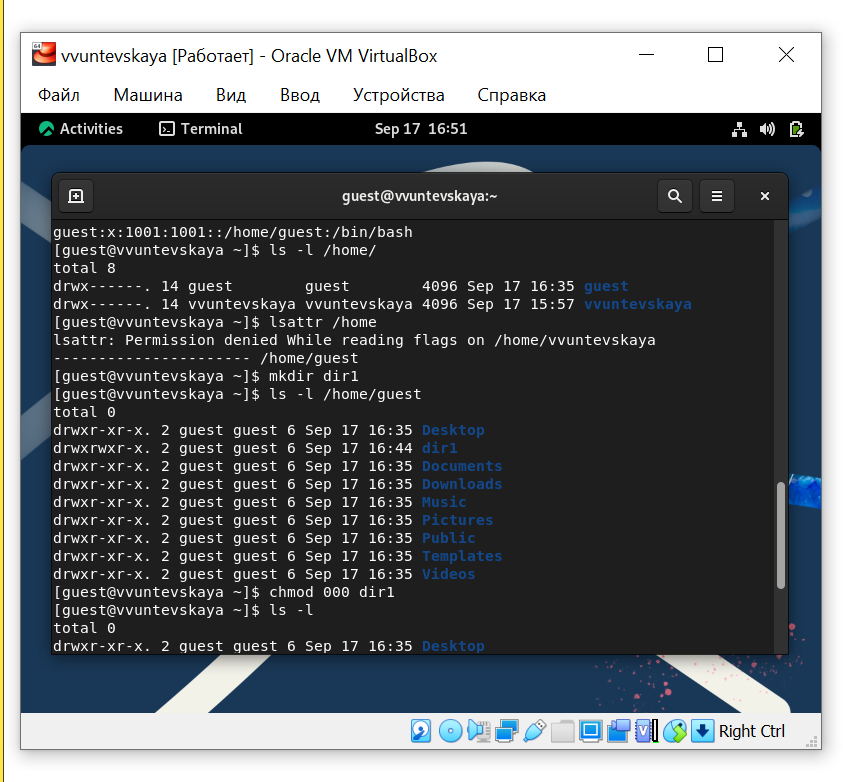 vvuntevskaya [Работает] - Oracle VM VirtualBox
Файл Машина Вид Ввод Устройства Справка
Activities Terminal Sep 17 16:51
guest@vvuntevskaya:~
guest:x:1001:1001::/home/guest:/bin/bash
[guest@vvuntevskaya ~]$ ls -l /home/
total 8
drwx------. 14 guest        guest        4096 Sep 17 16:35 guest
drwx------. 14 vvuntevskaya vvuntevskaya 4096 Sep 17 15:57 vvuntevskaya
[guest@vvuntevskaya ~]$ lsattr /home
lsattr: Permission denied While reading flags on /home/vvuntevskaya
---------------------- /home/guest
[guest@vvuntevskaya ~]$ mkdir dir1
[guest@vvuntevskaya ~]$ ls -l /home/guest
total 0
drwxr-xr-x. 2 guest guest 6 Sep 17 16:35 Desktop
drwxrwxr-x. 2 guest guest 6 Sep 17 16:44 dir1
drwxr-xr-x. 2 guest guest 6 Sep 17 16:35 Documents
drwxr-xr-x. 2 guest guest 6 Sep 17 16:35 Downloads
drwxr-xr-x. 2 guest guest 6 Sep 17 16:35 Music
drwxr-xr-x. 2 guest guest 6 Sep 17 16:35 Pictures
drwxr-xr-x. 2 guest guest 6 Sep 17 16:35 Public
drwxr-xr-x. 2 guest guest 6 Sep 17 16:35 Templates
drwxr-xr-x. 2 guest guest 6 Sep 17 16:35 Videos
[guest@vvuntevskaya ~]$ chmod 000 dir1
[guest@vvuntevskaya ~]$ ls -l
total 0
drwxr-xr-x. 2 guest guest 6 Sep 17 16:35 Desktop
Right Ctrl